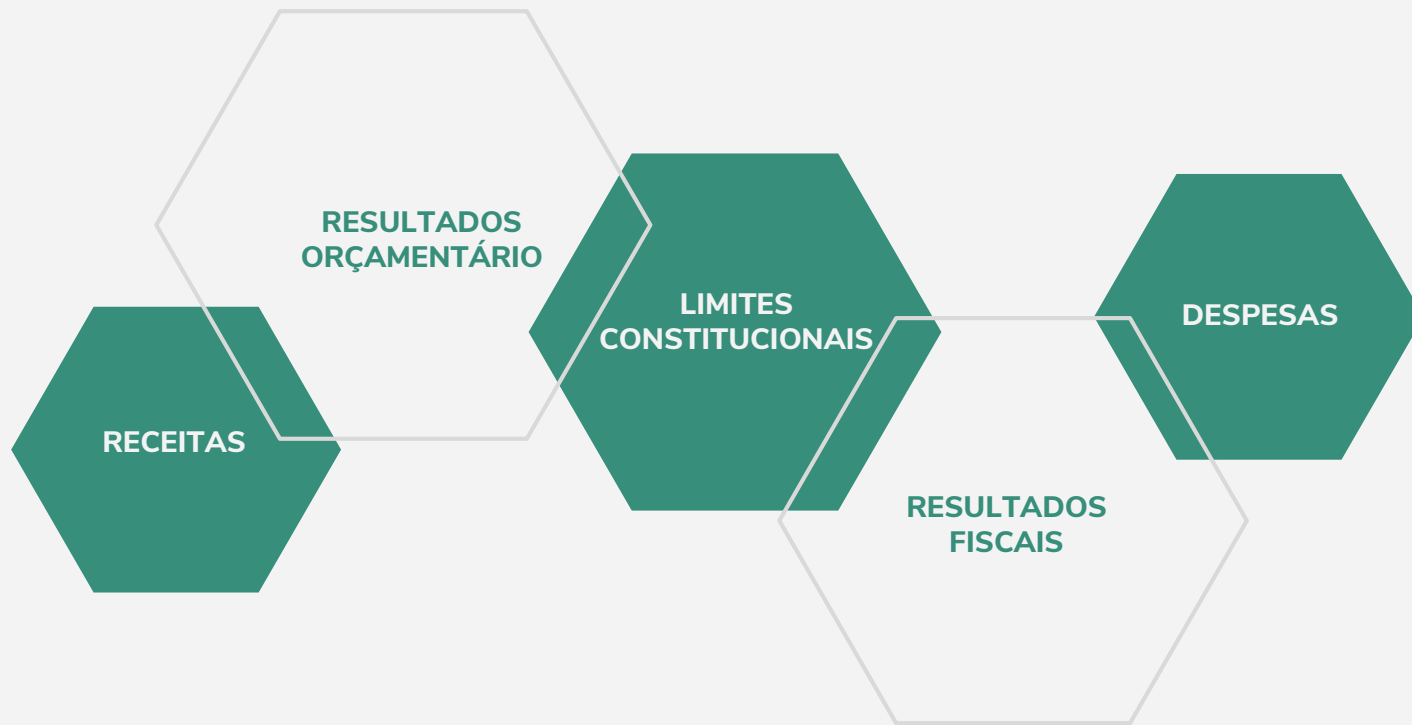 RECEITAS
RESULTADOS
ORÇAMENTÁRIO
LIMITES
CONSTITUCIONAIS
RESULTADOS
FISCAIS
DESPESAS